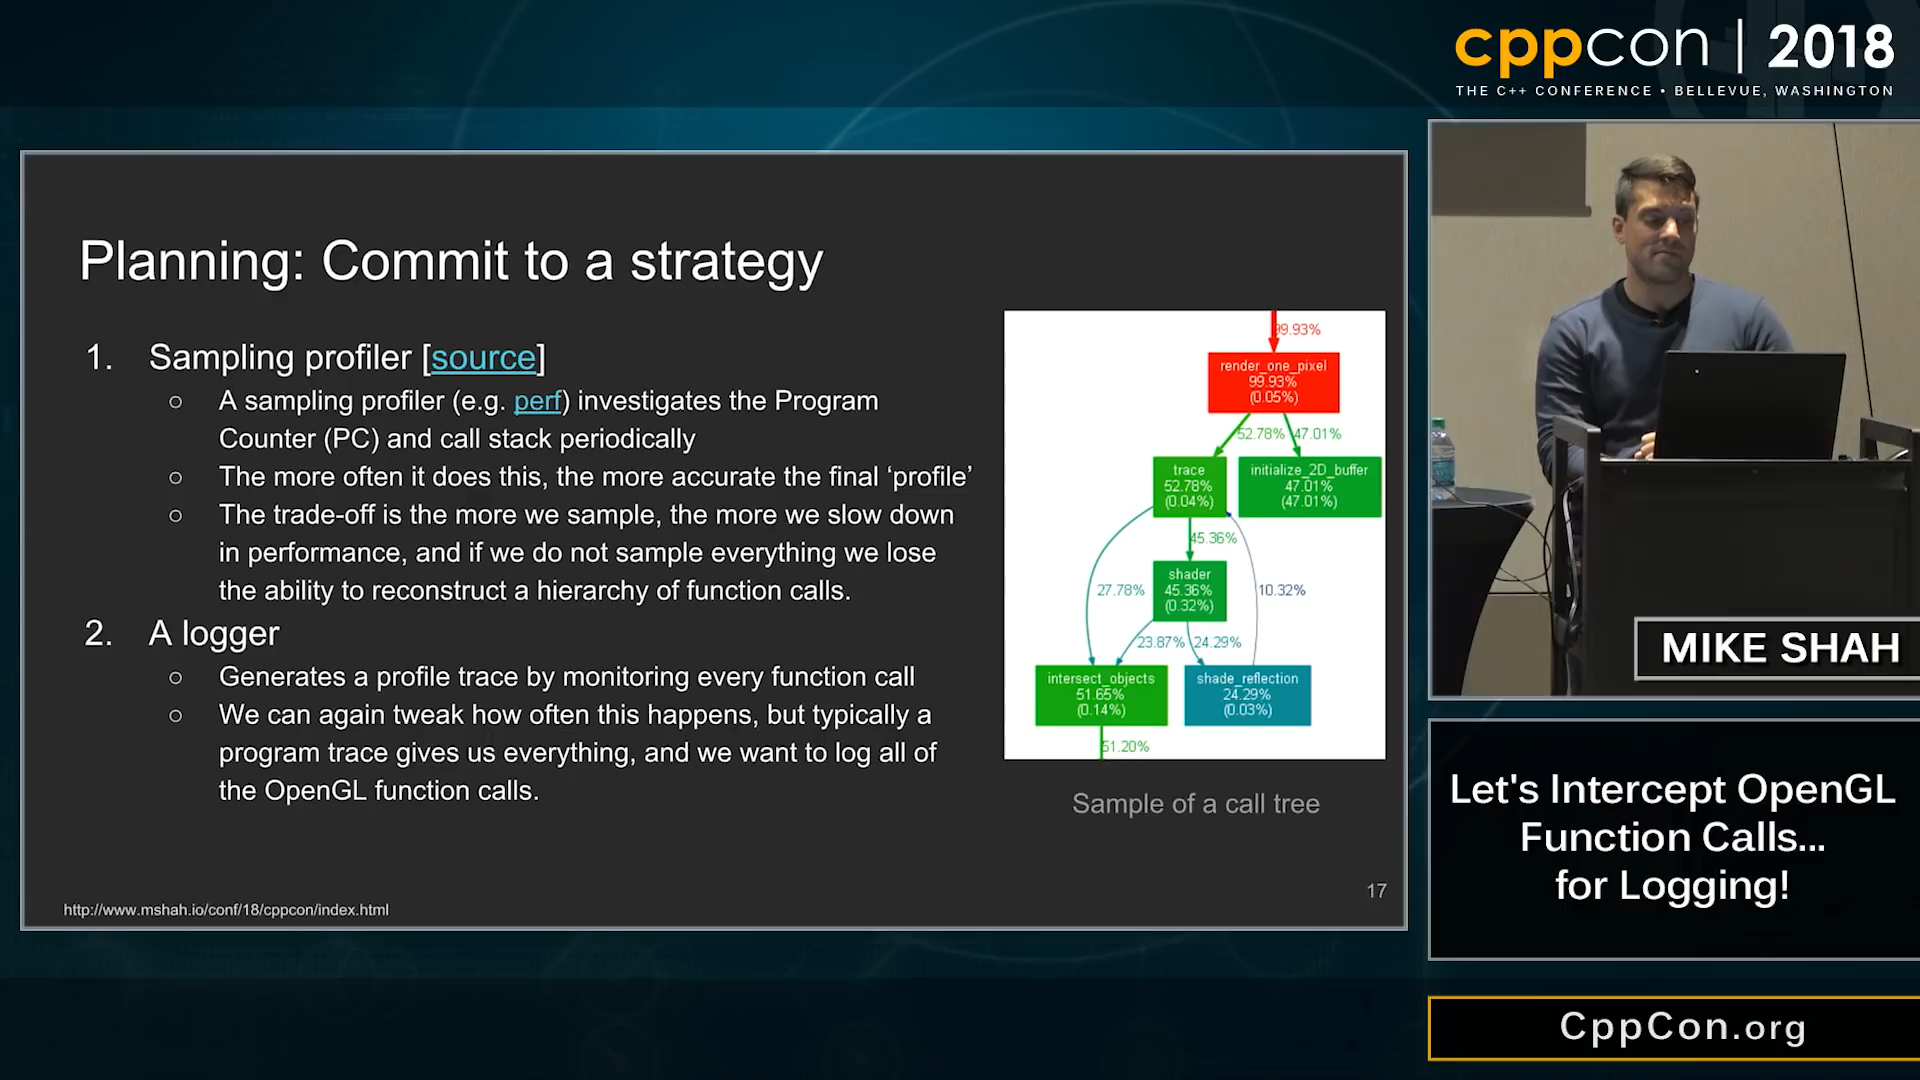 cppcon | 2018
THE C++ CONFERENCE • BELLEVUE, WASHINGTON
Planning: Commit to a strategy
1. Sampling profiler [source]
○ A sampling profiler (e.g. perf) investigates the Program
Counter (PC) and call stack periodically
○ The more often it does this, the more accurate the final ‘profile’
○ The trade-off is the more we sample, the more we slow down
in performance, and if we do not sample everything we lose
the ability to reconstruct a hierarchy of function calls.
2. A logger
○ Generates a profile trace by monitoring every function call
○ We can again tweak how often this happens, but typically a
program trace gives us everything, and we want to log all of
the OpenGL function calls.
99.93%
render_one_pixel
99.93%
(0.05%)
52.78% 47.01%
trace
52.78%
(0.04%)
initialize_2D_buffer
47.01%
(47.01%)
45.36%
shader
45.36%
(0.32%)
27.78%
10.32%
23.87% 24.29%
intersect_objects
51.65%
(0.14%)
shade_reflection
24.29%
(0.03%)
51.20%
Sample of a call tree
17
http://www.mshah.io/conf/18/cppcon/index.html
MIKE SHAH
Let's Intercept OpenGL
Function Calls...
for Logging!
CppCon.org